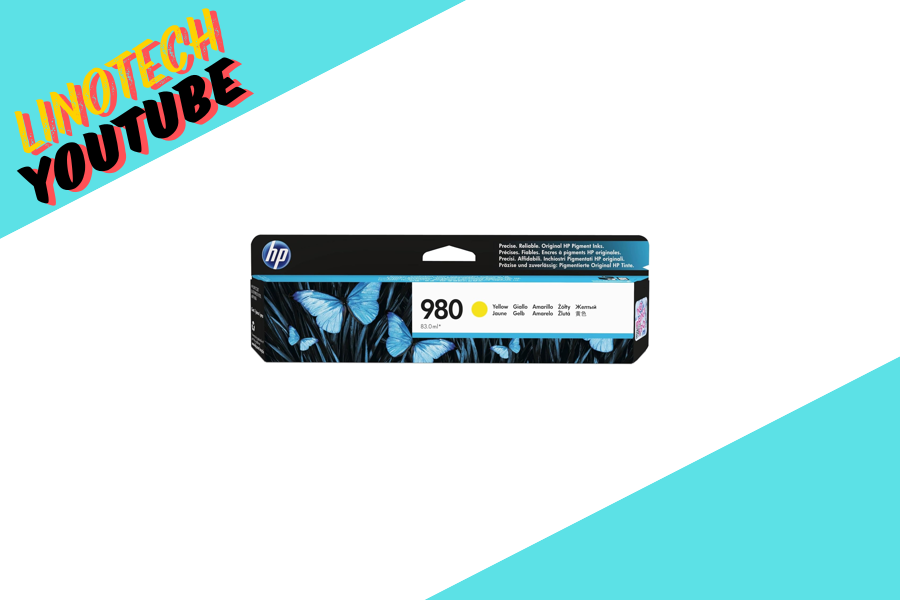 LINOTECH
YOUTUBE
hp
Precise. Reliable. Original HP Pigment Inks.
Précises. Fiables. Encres à pigments HP originales.
Precisi. Affidabili. Inchiostri Pigmentati HP originali.
Präzise und zuverlässig: Pigmentierte Original HP Tinte.
980
Yellow Giallo Amarillo Żółty Желтый
Jaune Gelb Amarelo Žlutá 黄色
83.0 ml*